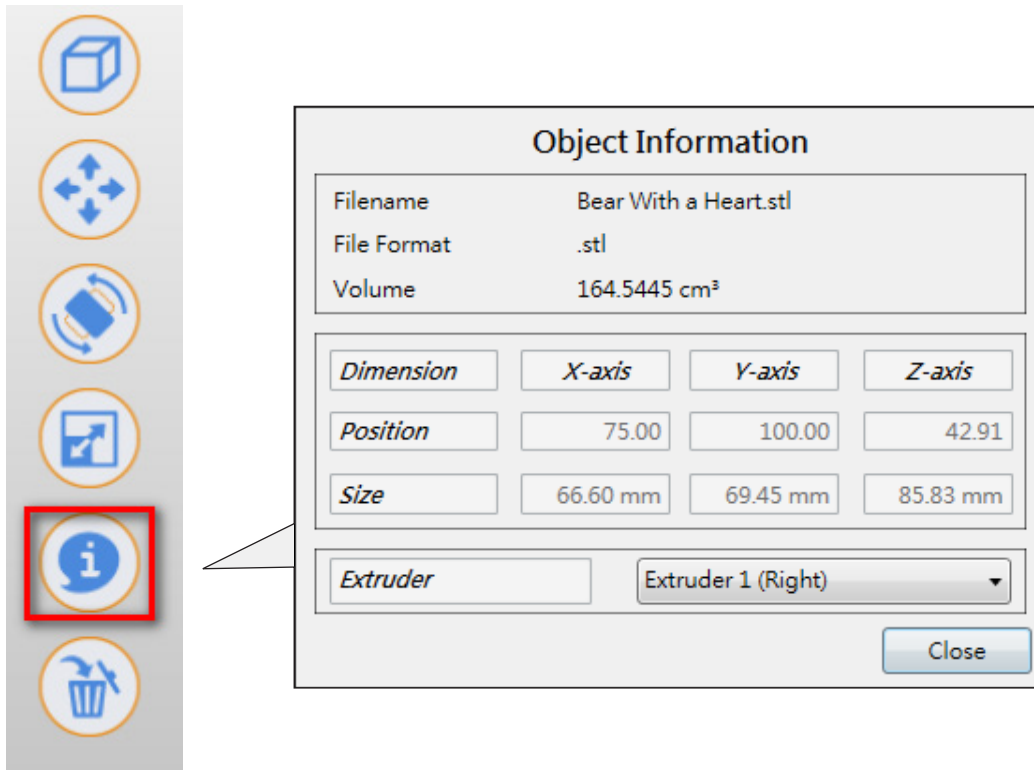 Object Information
Filename Bear With a Heart.stl
File Format .stl
Volume 164.5445 cm³
Dimension X-axis Y-axis Z-axis
Position 75.00 100.00 42.91
Size 66.60 mm 69.45 mm 85.83 mm
Extruder Extruder 1 (Right)
Close